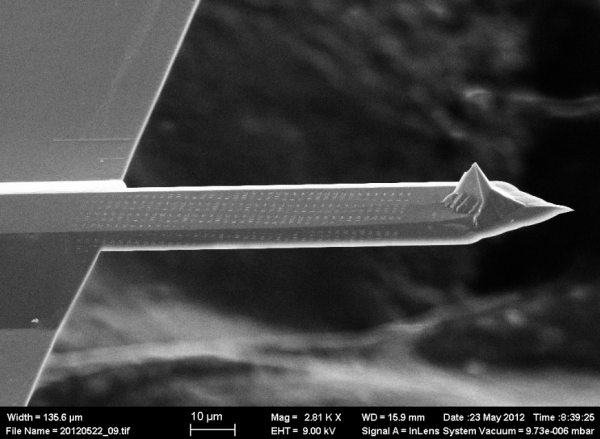 Width = 135.6 µm
10 µm
Mag = 2.81 K X
WD = 15.9 mm
Date :23 May 2012
Time :8:39:25
File Name = 20120522_09.tif
EHT = 9.00 kV
Signal A = InLens
System Vacuum = 9.73e-006 mbar